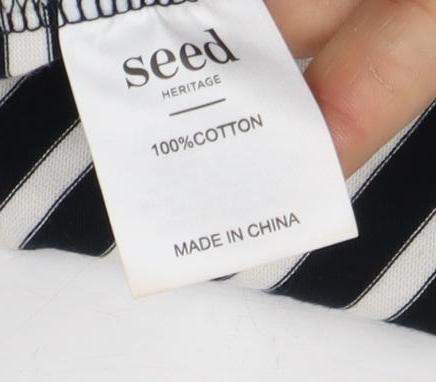 seed
HERITAGE
100%COTTON
MADE IN CHINA